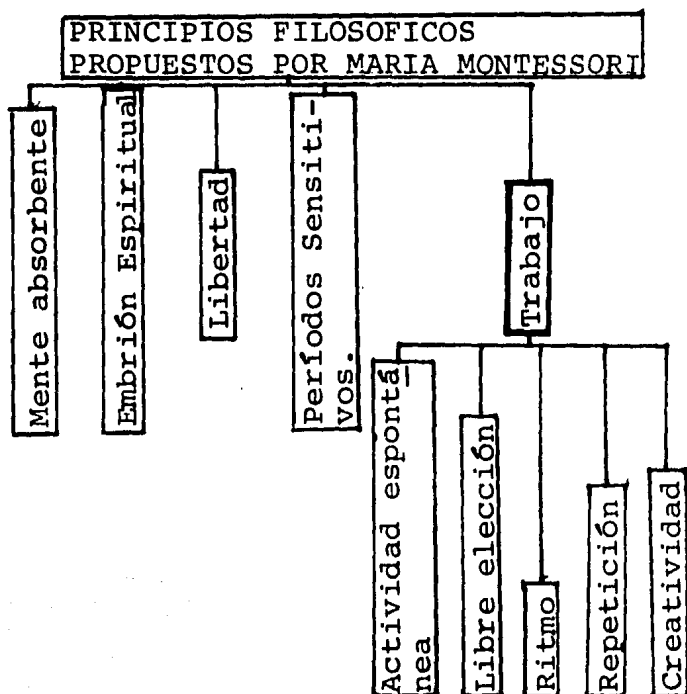 PRINCIPIOS FILOSOFICOS
PROPUESTOS POR MARIA MONTESSORI
Mente absorbente
Embrión Espiritual
Libertad
Períodos Sensiti-
vos.
Trabajo
Actividad espontá
nea
Libre elección
Ritmo
Repetición
Creatividad